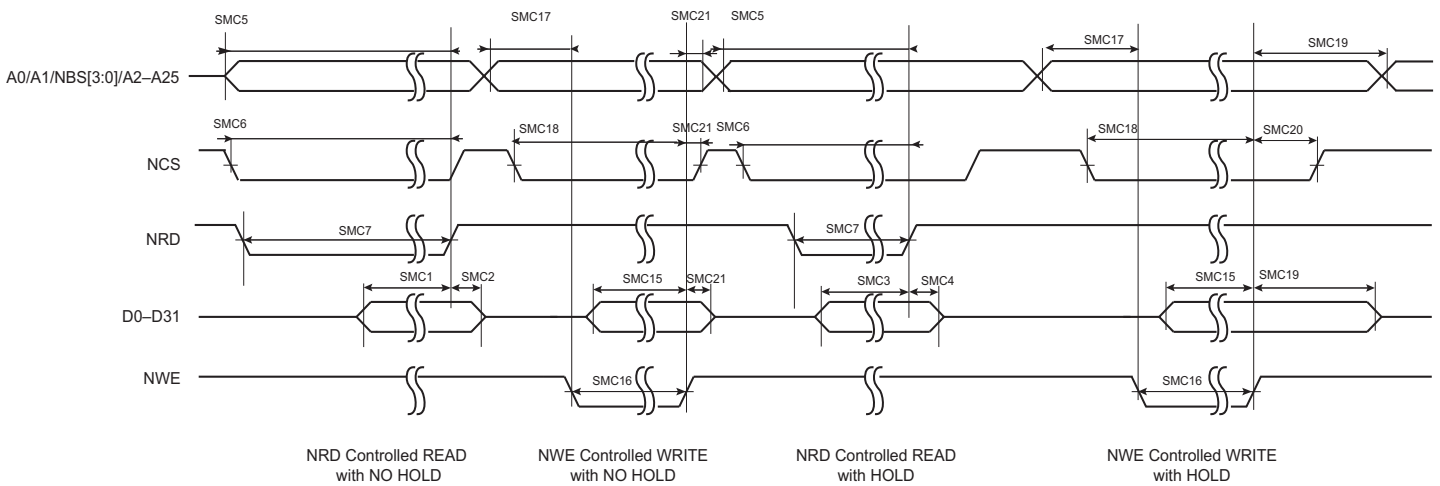 SMC5
SMC17
SMC21
SMC5
SMC17
SMC19
A0/A1/NBS[3:0]/A2–A25
SMC6
SMC18
SMC21
SMC6
SMC18
SMC20
NCS
NRD
SMC7
SMC7
SMC1
SMC2
SMC15
SMC21
SMC3
SMC4
SMC15
SMC19
D0–D31
NWE
SMC16
SMC16
NRD Controlled READ
with NO HOLD
NWE Controlled WRITE
with NO HOLD
NRD Controlled READ
with HOLD
NWE Controlled WRITE
with HOLD